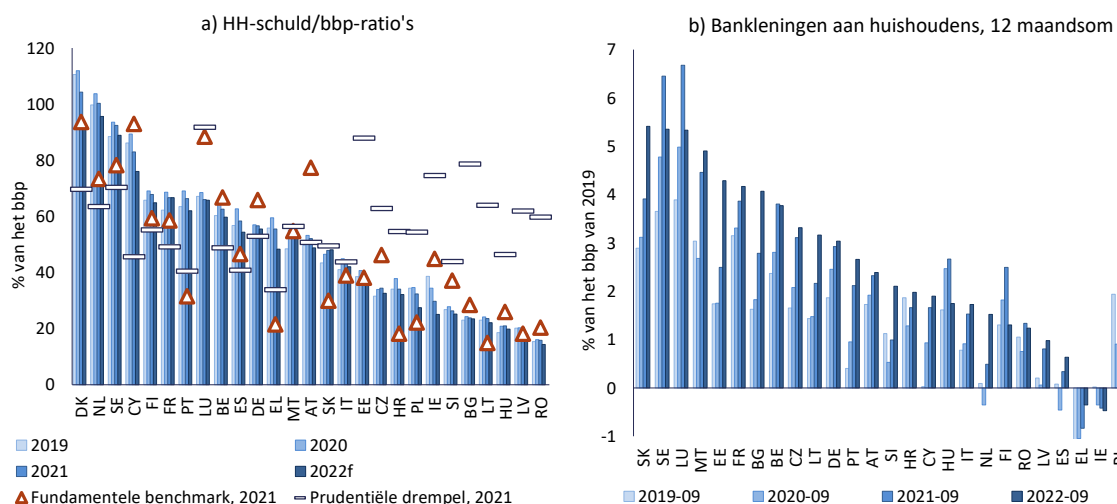 a) HH-schuld/bbp-ratio's
% van het bbp
120
100
80
60
40
20
0
DK NL SE CY FI FR PT LU BE ES DE EL MT AT SK IT EE CZ HR PL IE SI BG LT HU LV RO
2019 2020
2021 2022f
Fundamentele benchmark, 2021 Prudentiële drempel, 2021
b) Bankleningen aan huishoudens, 12 maandsom
% van het bbp van 2019
7
6
5
4
3
2
1
0
-1
SK SE LU MT EE FR BG BE CZ LT DE PT AT SI HR CY HU IT NL FI RO LV ES EL IE
2019-09 2020-09 2021-09 2022-09